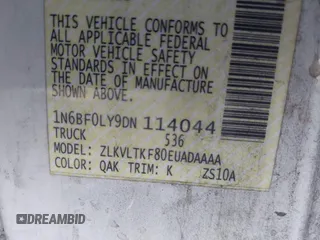 THIS VEHICLE CONFORMS TO
ALL APPLICABLE FEDERAL
MOTOR VEHICLE SAFETY
STANDARDS IN EFFECT ON
DATE OF MANUFACTURE SHOWN
ABOVE.
1N6BF0LY9DN 114044
TRUCK 536
MODEL: ZLKVLTKF80EUADAAAA
COLOR: QAK TRIM: K ZS10A
DREAMBID